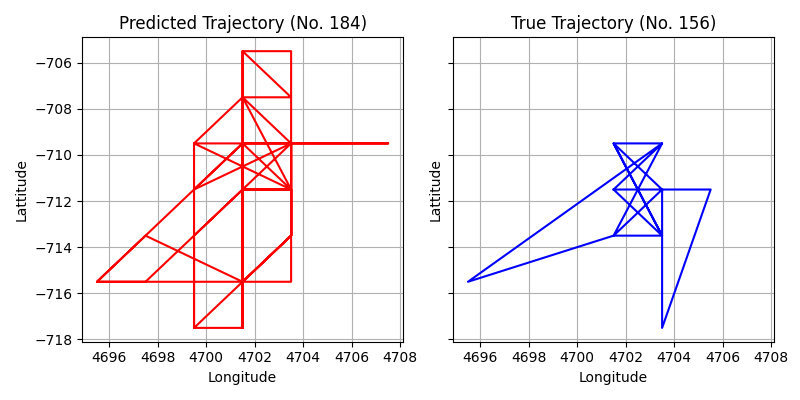 Predicted Trajectory (No. 184)
True Trajectory (No. 156)
−706
−708
−710
−712
−714
−716
−718
Lattitude
Lattitude
4696 4698 4700 4702 4704 4706 4708
4696 4698 4700 4702 4704 4706 4708
Longitude
Longitude